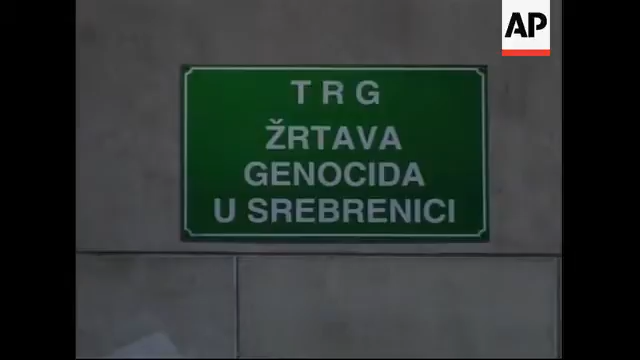 AP
TRG
ŽRTAVA
GENOCIDA
U SREBRENICI